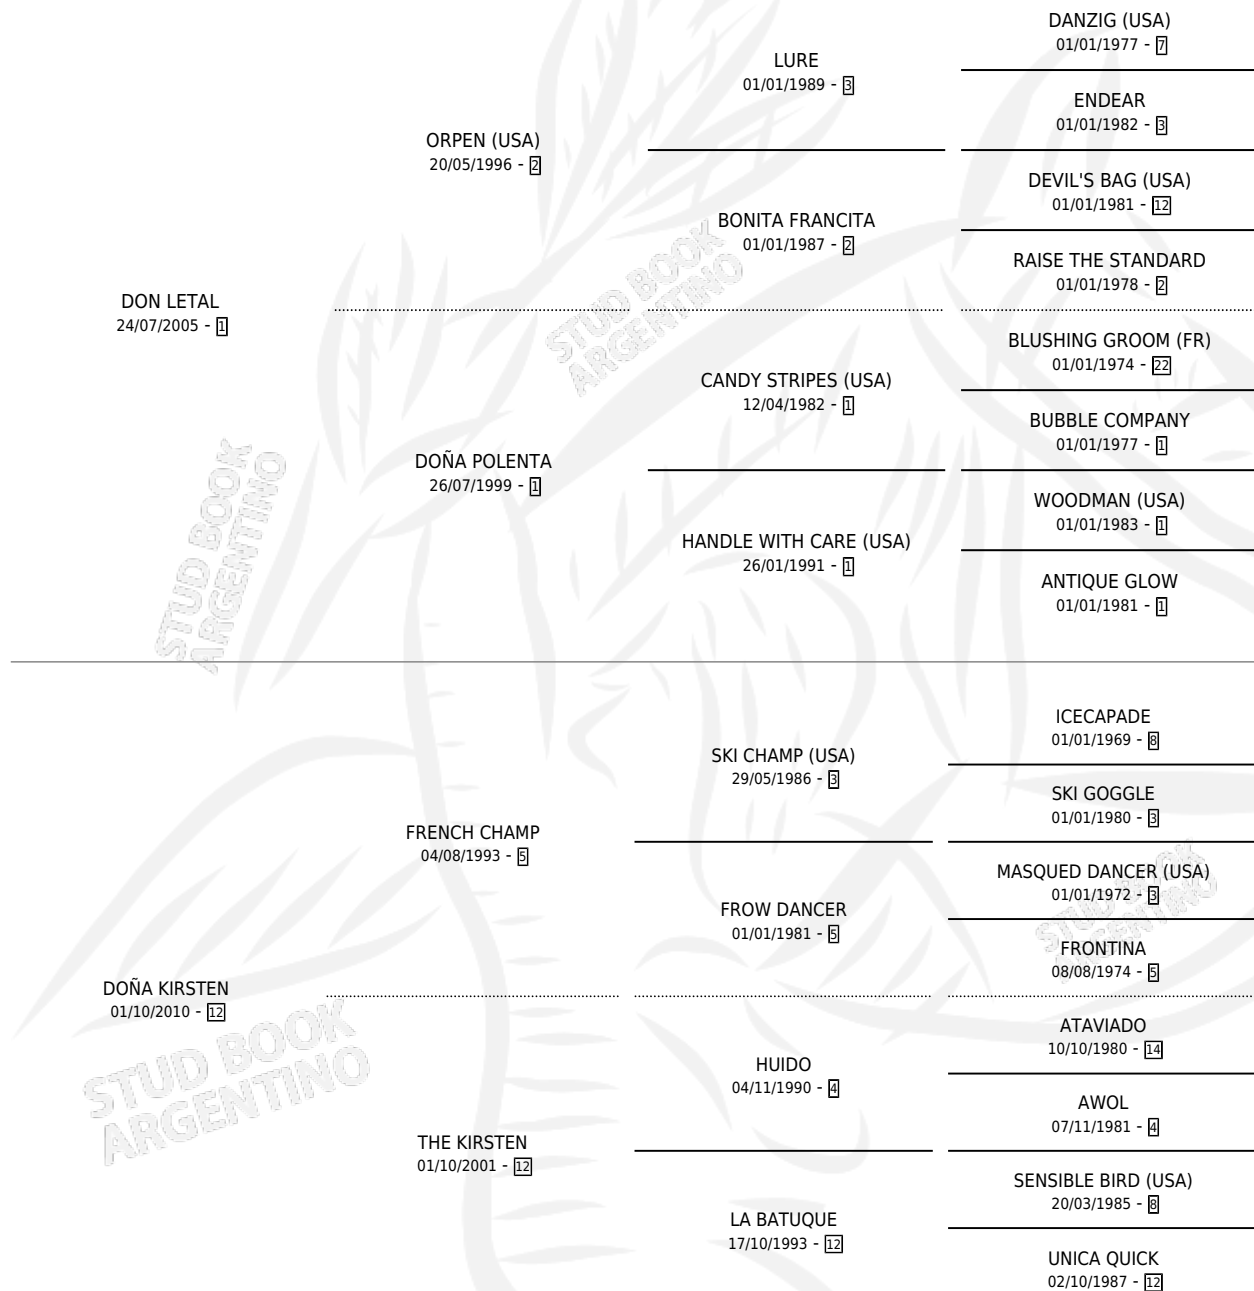 DANZIG (USA)
01/01/1977 - 7
LURE
01/01/1989 - 3
ENDEAR
01/01/1982 - 3
ORPEN (USA)
20/05/1996 - 2
DEVIL'S BAG (USA)
01/01/1981 - 12
BONITA FRANCITA
01/01/1987 - 2
RAISE THE STANDARD
01/01/1978 - 2
DON LETAL
24/07/2005 - 1
BLUSHING GROOM (FR)
01/01/1974 - 22
CANDY STRIPES (USA)
12/04/1982 - 1
BUBBLE COMPANY
01/01/1977 - 1
DOÑA POLENTA
26/07/1999 - 1
WOODMAN (USA)
01/01/1983 - 1
HANDLE WITH CARE (USA)
26/01/1991 - 1
ANTIQUE GLOW
01/01/1981 - 1
STUD BOOK
ARGENTINO
STUD BOOK
ARGENTINO
ICECAPADE
01/01/1969 - 8
SKI CHAMP (USA)
29/05/1986 - 3
SKI GOGGLE
01/01/1980 - 3
FRENCH CHAMP
04/08/1993 - 5
MASQUED DANCER (USA)
01/01/1972 - 3
FROW DANCER
01/01/1981 - 5
FRONTINA
08/08/1974 - 5
STUD BOOK
ARGENTINO
DOÑA KIRSTEN
01/10/2010 - 12
ATAVIADO
10/10/1980 - 14
HUIDO
04/11/1990 - 4
AWOL
07/11/1981 - 4
THE KIRSTEN
01/10/2001 - 12
SENSIBLE BIRD (USA)
20/03/1985 - 8
LA BATUQUE
17/10/1993 - 12
UNICA QUICK
02/10/1987 - 12
STUD BOOK
ARGENTINO